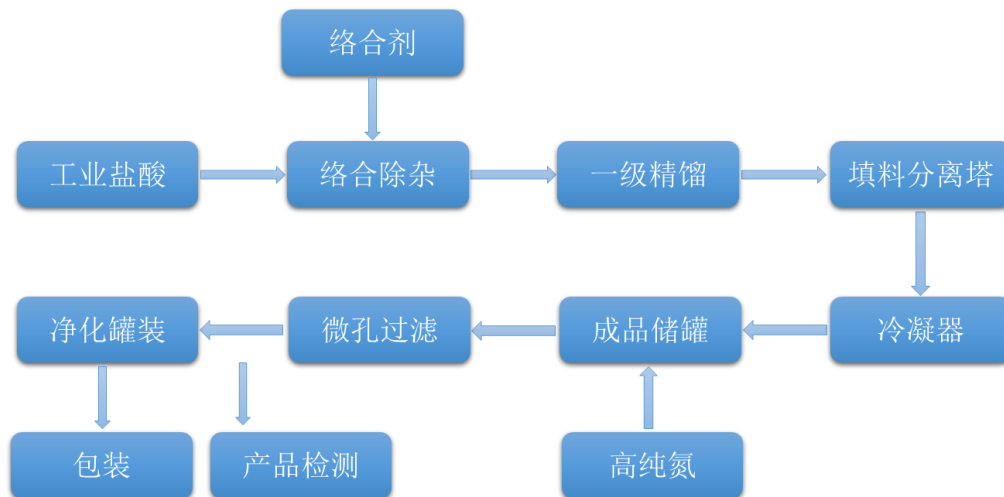 络合剂
工业盐酸
络合除杂
一级精馏
填料分离塔
净化罐装
微孔过滤
成品储罐
冷凝器
包装
产品检测
高纯氮